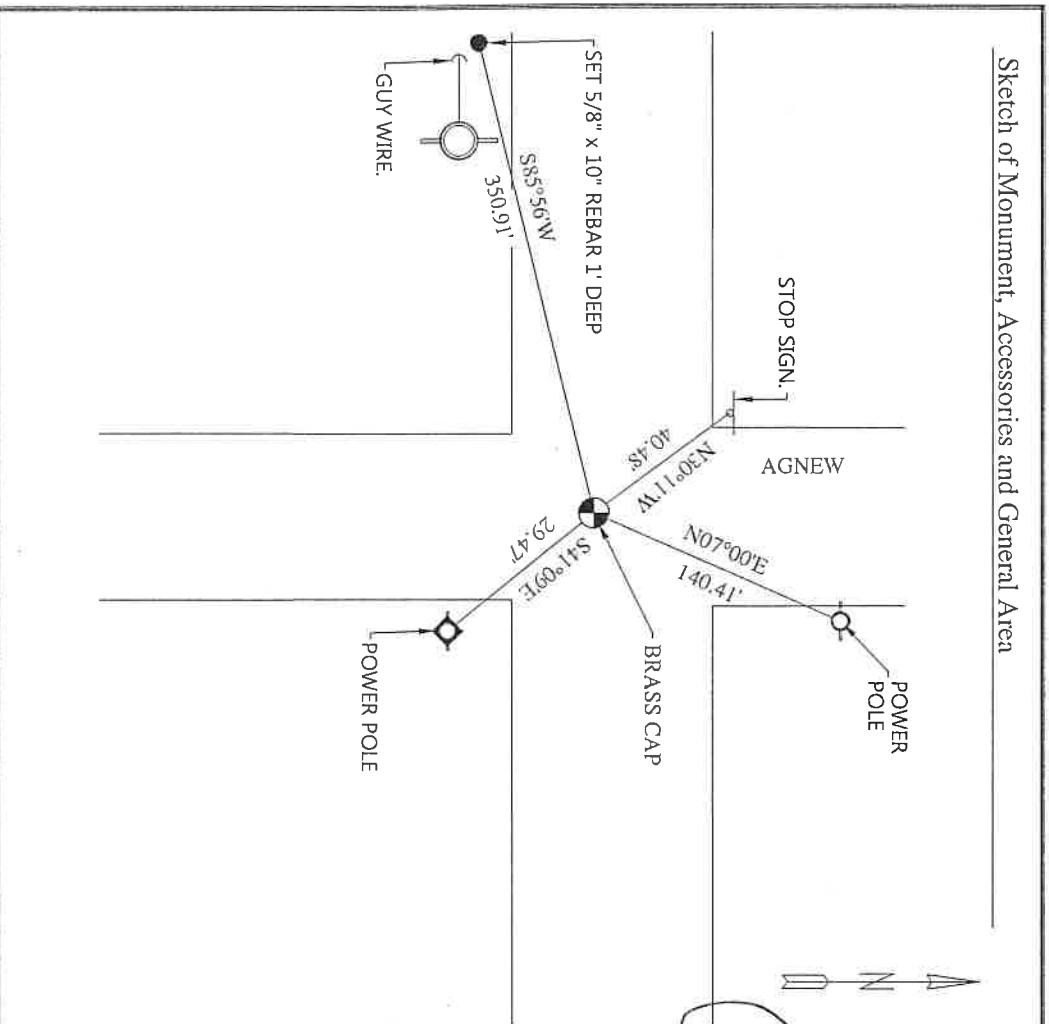 Sketch of Monument, Accessories and General Area
POWER
POLE
STOP SIGN.
AGNEW
N07°00'E
140.41'
40.48'
N30°11'W
BRASS CAP
SET 5/8" x 10" REBAR 1' DEEP
S85°56'W
350.91'
29.47'
S41°09'E
GUY WIRE.
POWER POLE
N